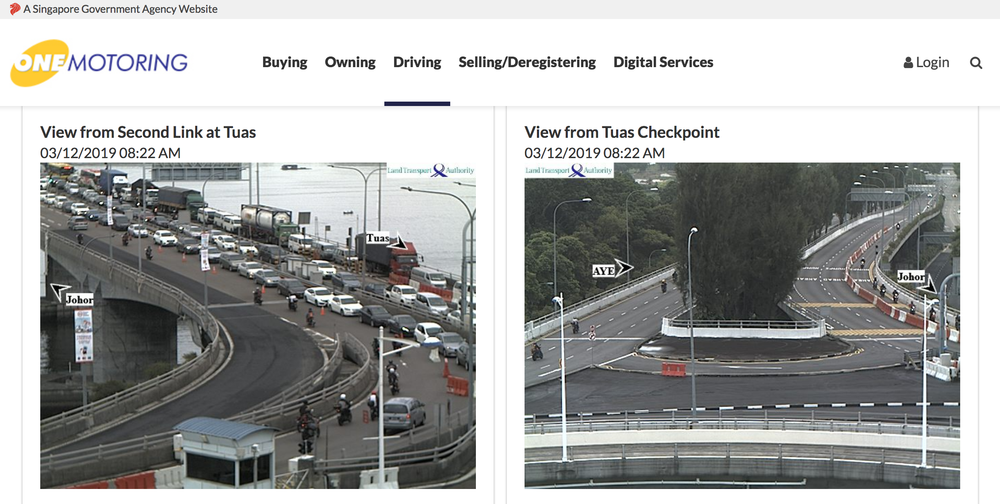 A Singapore Government Agency Website
ONE MOTORING
Buying Owning Driving Selling/Deregistering Digital Services
Login
View from Second Link at Tuas
03/12/2019 08:22 AM
Land Transport Authority
Tuas
Johor
View from Tuas Checkpoint
03/12/2019 08:22 AM
Land Transport Authority
AYE
Johor